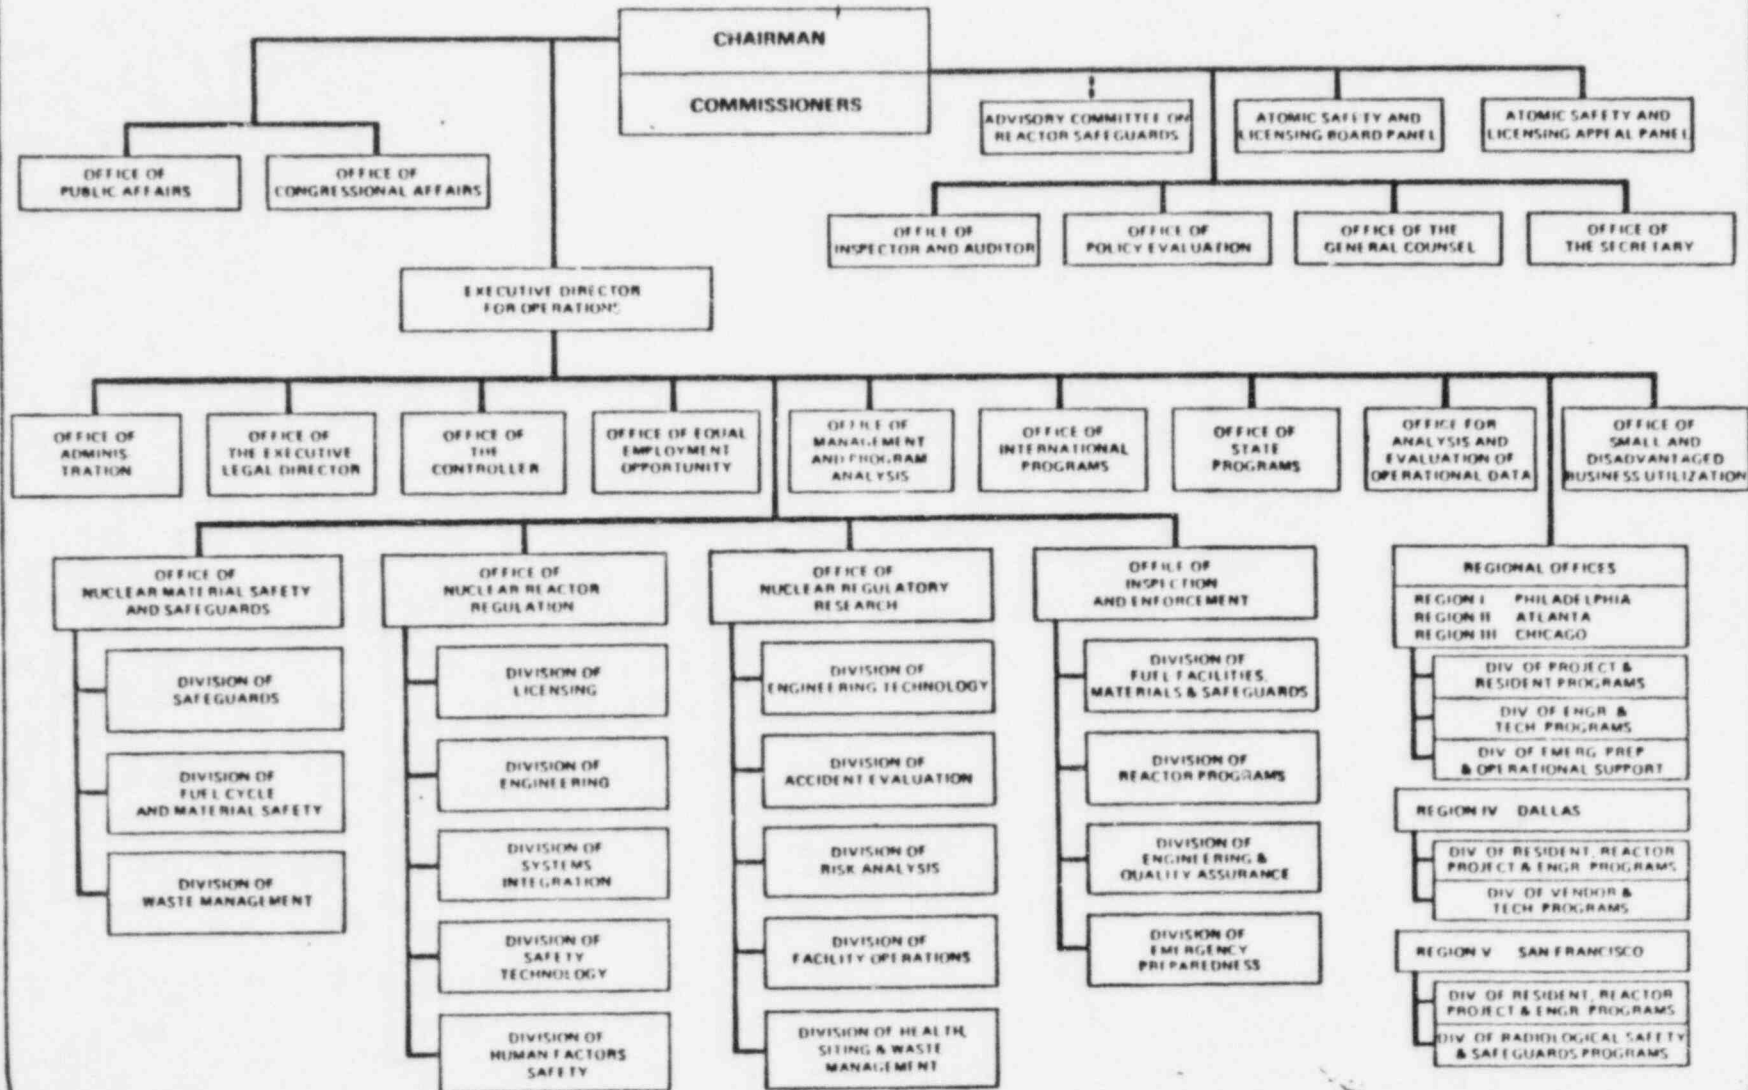 CHAIRMAN
COMMISSIONERS
ADVISORY COMMITTEE ON
REACTOR SAFEGUARDS
ATOMIC SAFETY AND
LICENSING BOARD PANEL
ATOMIC SAFETY AND
LICENSING APPEAL PANEL
OFFICE OF
PUBLIC AFFAIRS
OFFICE OF
CONGRESSIONAL AFFAIRS
OFFICE OF
INSPECTOR AND AUDITOR
OFFICE OF
POLICY EVALUATION
OFFICE OF THE
GENERAL COUNSEL
OFFICE OF
THE SECRETARY
EXECUTIVE DIRECTOR
FOR OPERATIONS
OFFICE OF
ADMINIS
TRATION
OFFICE OF
THE EXECUTIVE
LEGAL DIRECTOR
OFFICE OF
THE
CONTROLLER
OFFICE OF EQUAL
EMPLOYMENT
OPPORTUNITY
OFFICE OF
MANAGEMENT
AND PROGRAM
ANALYSIS
OFFICE OF
INTERNATIONAL
PROGRAMS
OFFICE OF
STATE
PROGRAMS
OFFICE FOR
ANALYSIS AND
EVALUATION OF
OPERATIONAL DATA
OFFICE OF
SMALL AND
DISADVANTAGED
BUSINESS UTILIZATION
OFFICE OF
NUCLEAR MATERIAL SAFETY
AND SAFEGUARDS
DIVISION OF
SAFEGUARDS
DIVISION OF
FUEL CYCLE
AND MATERIAL SAFETY
DIVISION OF
WASTE MANAGEMENT
OFFICE OF
NUCLEAR REACTOR
REGULATION
DIVISION OF
LICENSING
DIVISION OF
ENGINEERING
DIVISION OF
SYSTEMS
INTEGRATION
DIVISION OF
SAFETY
TECHNOLOGY
DIVISION OF
HUMAN FACTORS
SAFETY
OFFICE OF
NUCLEAR REGULATORY
RESEARCH
DIVISION OF
ENGINEERING TECHNOLOGY
DIVISION OF
ACCIDENT EVALUATION
DIVISION OF
RISK ANALYSIS
DIVISION OF
FACILITY OPERATIONS
DIVISION OF HEALTH,
SITING & WASTE
MANAGEMENT
OFFICE OF
INSPECTION
AND ENFORCEMENT
DIVISION OF
FUEL FACILITIES,
MATERIALS & SAFEGUARDS
DIVISION OF
REACTOR PROGRAMS
DIVISION OF
ENGINEERING &
QUALITY ASSURANCE
DIVISION OF
EMERGENCY
PREPAREDNESS
REGIONAL OFFICES
REGION I PHILADELPHIA
REGION II ATLANTA
REGION III CHICAGO
DIV OF PROJECT &
RESIDENT PROGRAMS
DIV OF ENGR &
TECH PROGRAMS
DIV OF EMERG PREP
& OPERATIONAL SUPPORT
REGION IV DALLAS
DIV OF RESIDENT, REACTOR
PROJECT & ENGR PROGRAMS
DIV OF VENDOR &
TECH PROGRAMS
REGION V SAN FRANCISCO
DIV OF RESIDENT, REACTOR
PROJECT & ENGR PROGRAMS
DIV OF RADIOLOGICAL SAFETY
& SAFEGUARDS PROGRAMS